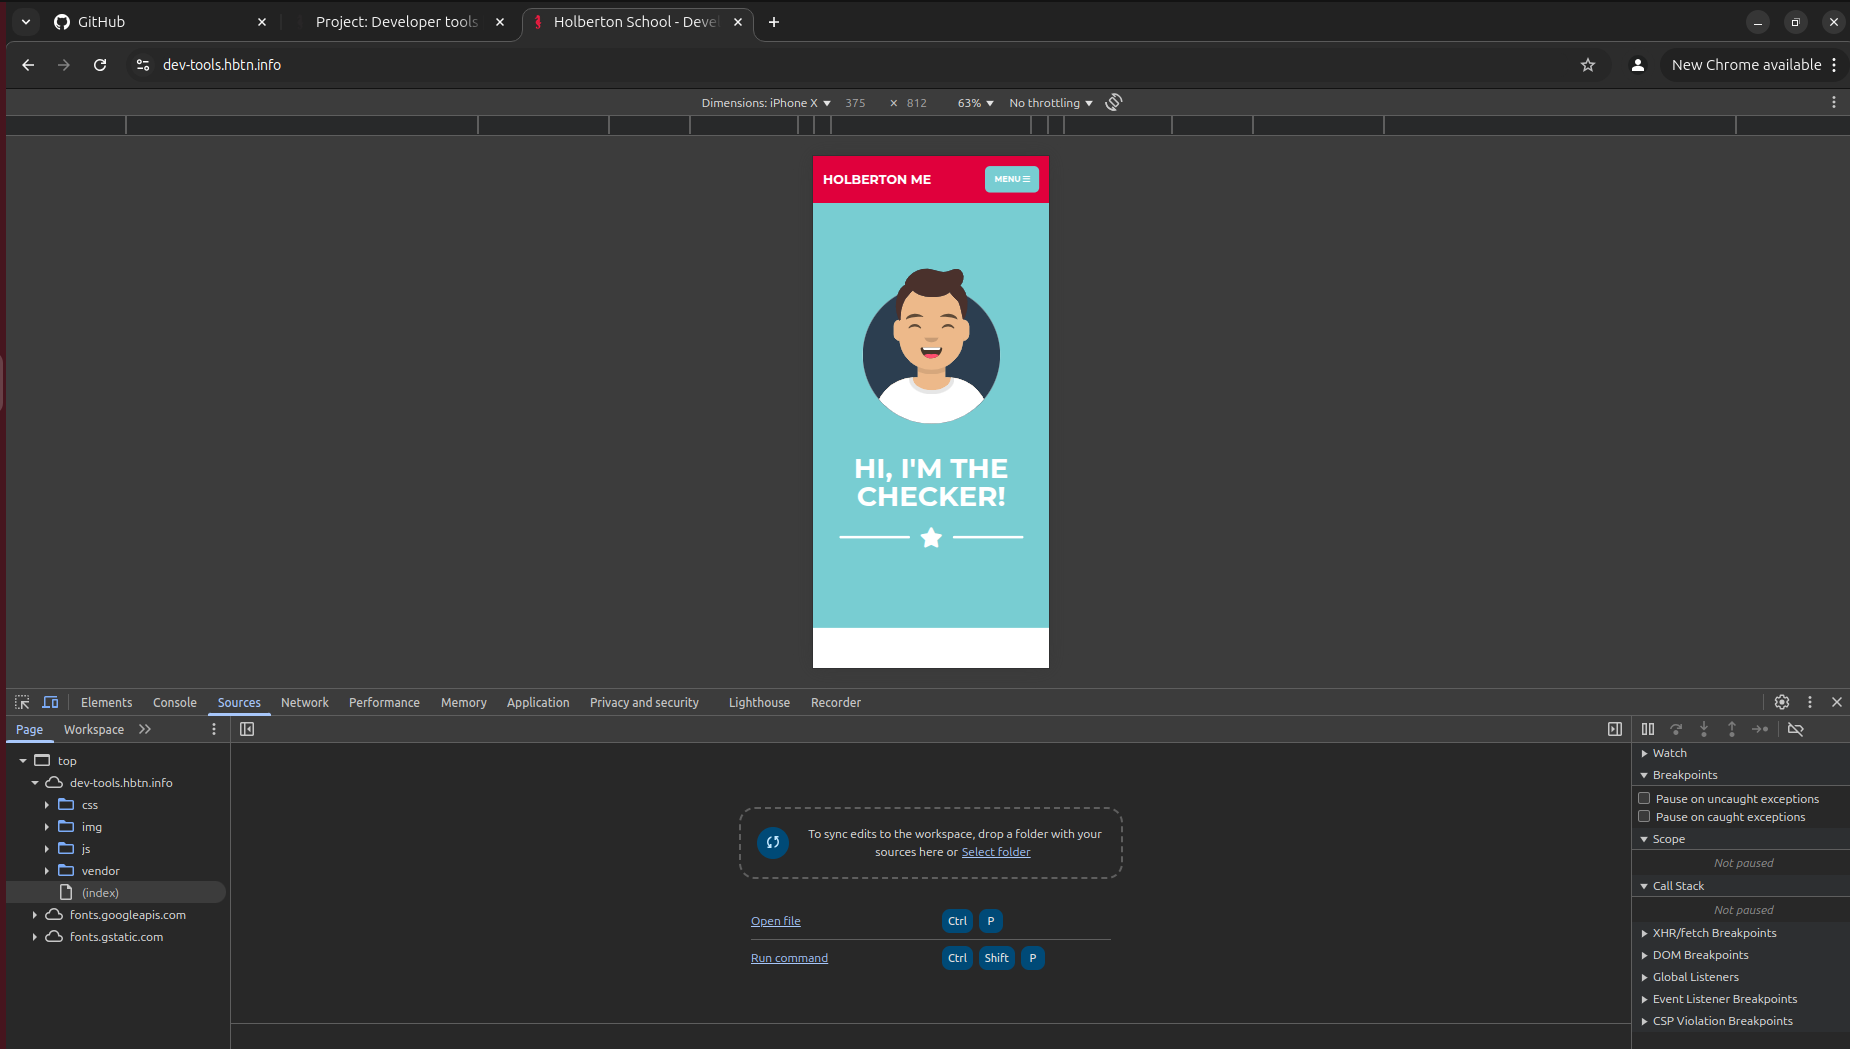 GitHub
Project: Developer tools
Holberton School - Devel
dev-tools.hbtn.info
New Chrome available
Dimensions: iPhone X 375 × 812 63% No throttling
HOLBERTON ME
MENU
HI, I'M THE
CHECKER!
Elements Console Sources Network Performance Memory Application Privacy and security Lighthouse Recorder
Page Workspace
top
dev-tools.hbtn.info
css
img
js
vendor
(index)
fonts.googleapis.com
fonts.gstatic.com
To sync edits to the workspace, drop a folder with your
sources here or Select folder
Open file Ctrl P
Run command Ctrl Shift P
Watch
Breakpoints
Pause on uncaught exceptions
Pause on caught exceptions
Scope
Not paused
Call Stack
Not paused
XHR/fetch Breakpoints
DOM Breakpoints
Global Listeners
Event Listener Breakpoints
CSP Violation Breakpoints